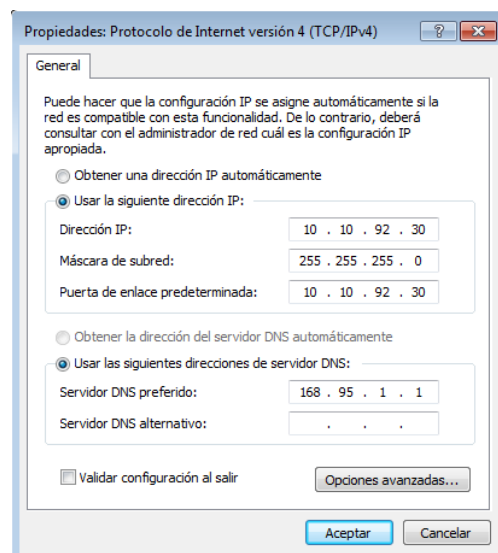 Propiedades: Protocolo de Internet versión 4 (TCP/IPv4)
General
Puede hacer que la configuración IP se asigne automáticamente si la
red es compatible con esta funcionalidad. De lo contrario, deberá
consultar con el administrador de red cuál es la configuración IP
apropiada.
Obtener una dirección IP automáticamente
Usar la siguiente dirección IP:
Dirección IP: 10 . 10 . 92 . 30
Máscara de subred: 255 . 255 . 255 . 0
Puerta de enlace predeterminada: 10 . 10 . 92 . 30
Obtener la dirección del servidor DNS automáticamente
Usar las siguientes direcciones de servidor DNS:
Servidor DNS preferido: 168 . 95 . 1 . 1
Servidor DNS alternativo: . . .
Validar configuración al salir
Opciones avanzadas...
Aceptar Cancelar